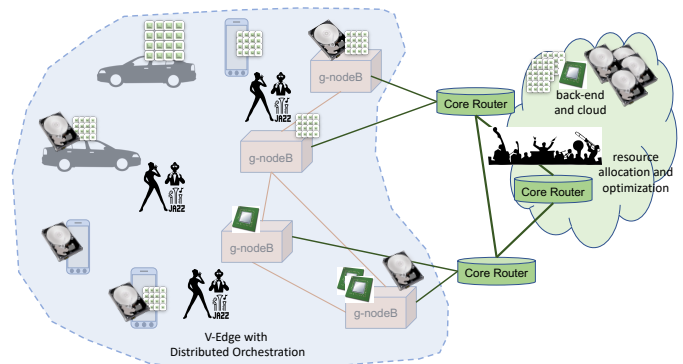 g-nodeB
JAZZ
g-nodeB
JAZZ
g-nodeB
JAZZ
g-nodeB
V-Edge with
Distributed Orchestration
Core Router
Core Router
Core Router
back-end
and cloud
resource
allocation and
optimization